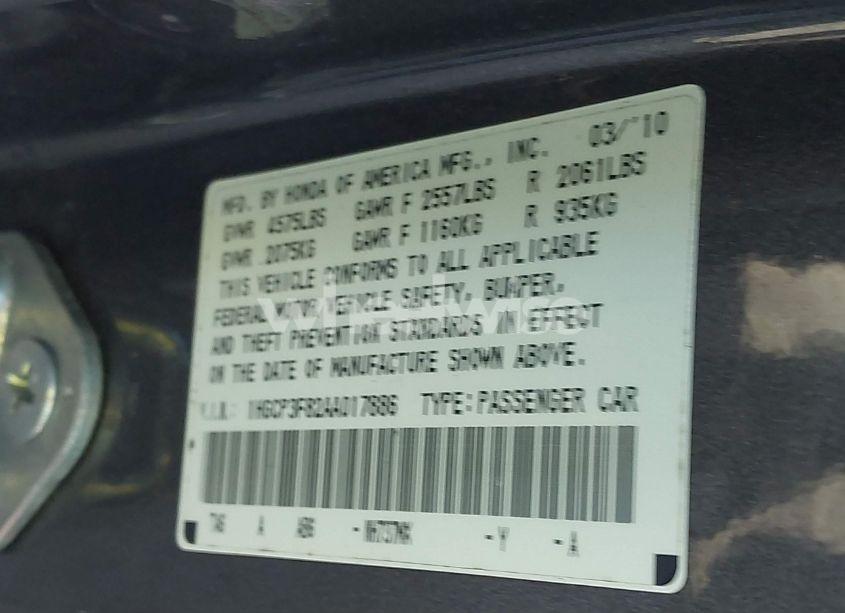 MFD. BY HONDA OF AMERICA MFG., INC. 03/10
GVWR 4575LBS GAWR F 2557LBS R 2061LBS
GVWR 2075KG GAWR F 1160KG R 935KG
THIS VEHICLE CONFORMS TO ALL APPLICABLE
FEDERAL MOTOR VEHICLE SAFETY, BUMPER,
AND THEFT PREVENTION STANDARDS IN EFFECT
ON THE DATE OF MANUFACTURE SHOWN ABOVE.
V.I.N.: 1HGCP3F82AA017886 TYPE:PASSENGER CAR
A -NH737MX -Y -A